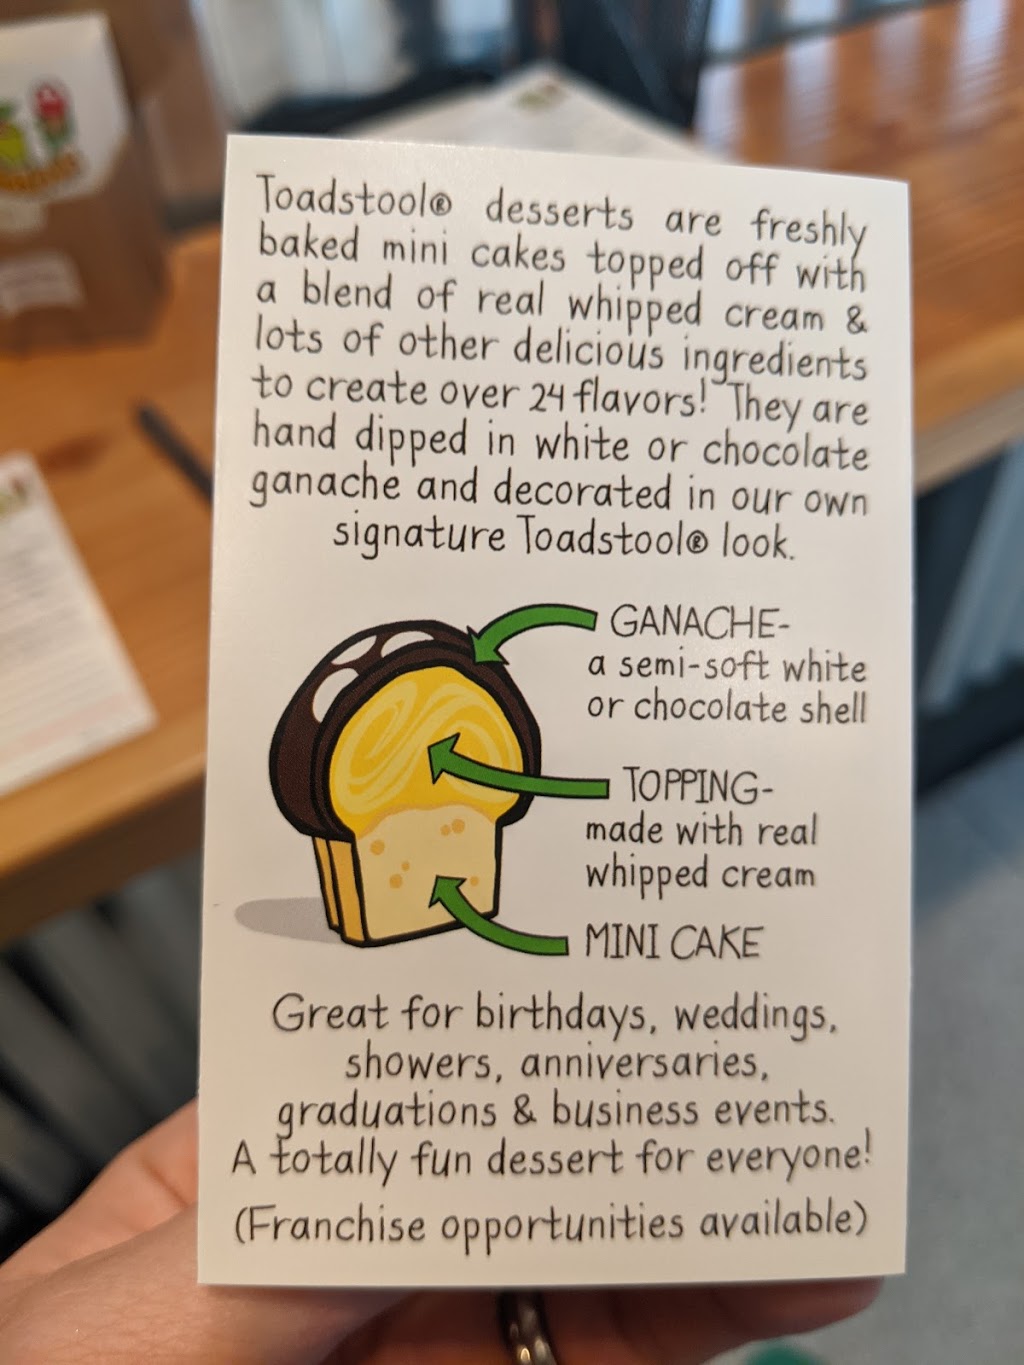 Toadstool® desserts are freshly
baked mini cakes topped off with
a blend of real whipped cream &
lots of other delicious ingredients
to create over 24 flavors! They are
hand dipped in white or chocolate
ganache and decorated in our own
signature Toadstool® look.
GANACHE-
a semi-soft white
or chocolate shell
TOPPING-
made with real
whipped cream
MINI CAKE
Great for birthdays, weddings,
showers, anniversaries,
graduations & business events.
A totally fun dessert for everyone!
(Franchise opportunities available)